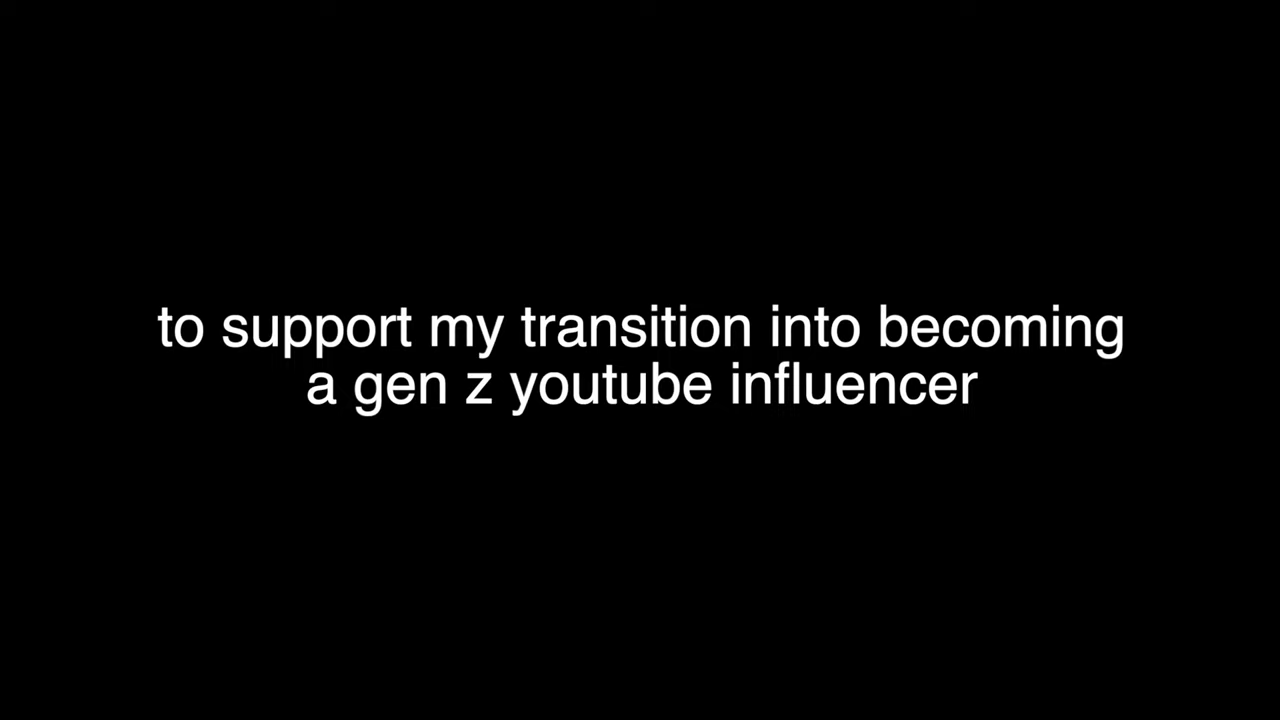 to support my transition into becoming
a gen z youtube influencer